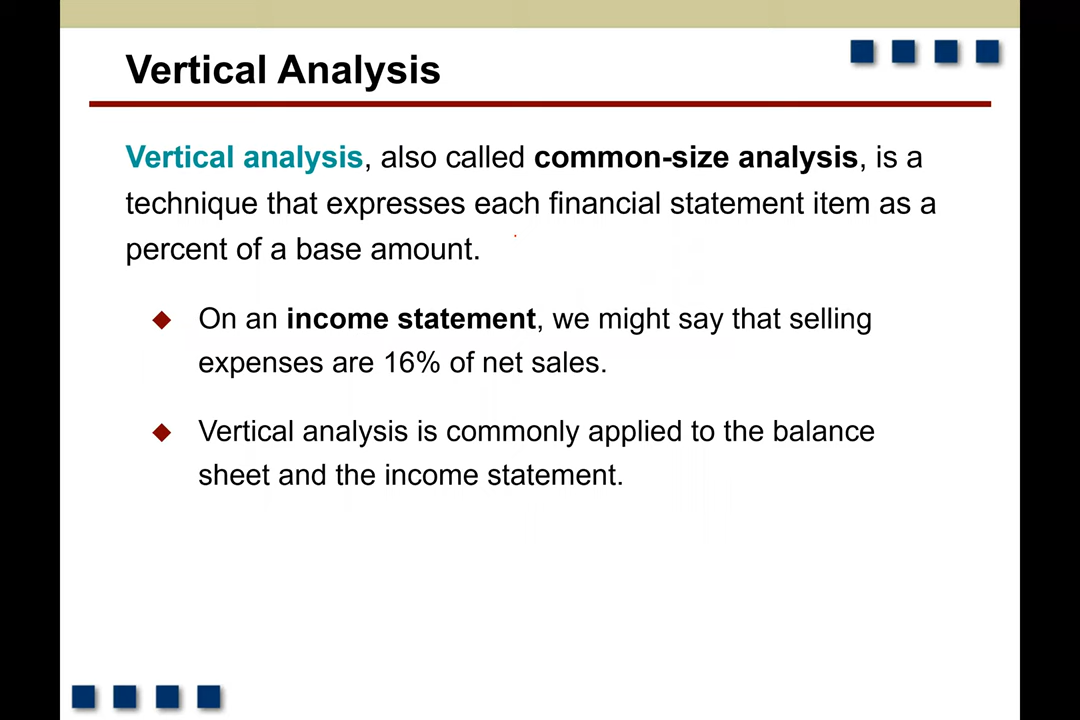 Vertical Analysis
Vertical analysis, also called common-size analysis, is a
technique that expresses each financial statement item as a
percent of a base amount.
On an income statement, we might say that selling
expenses are 16% of net sales.
Vertical analysis is commonly applied to the balance
sheet and the income statement.